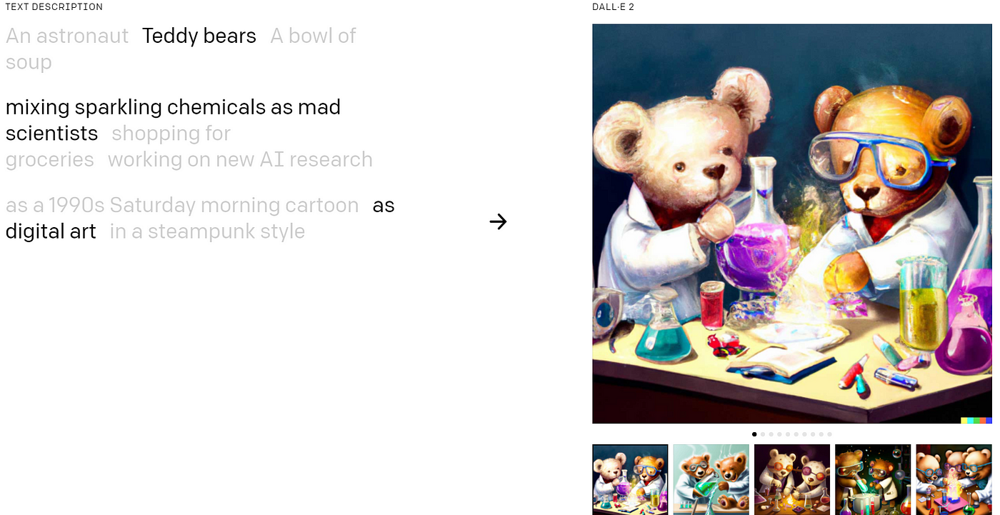 TEXT DESCRIPTION
DALL·E 2
An astronaut Teddy bears A bowl of
soup
mixing sparkling chemicals as mad
scientists shopping for
groceries working on new AI research
as a 1990s Saturday morning cartoon as
digital art in a steampunk style